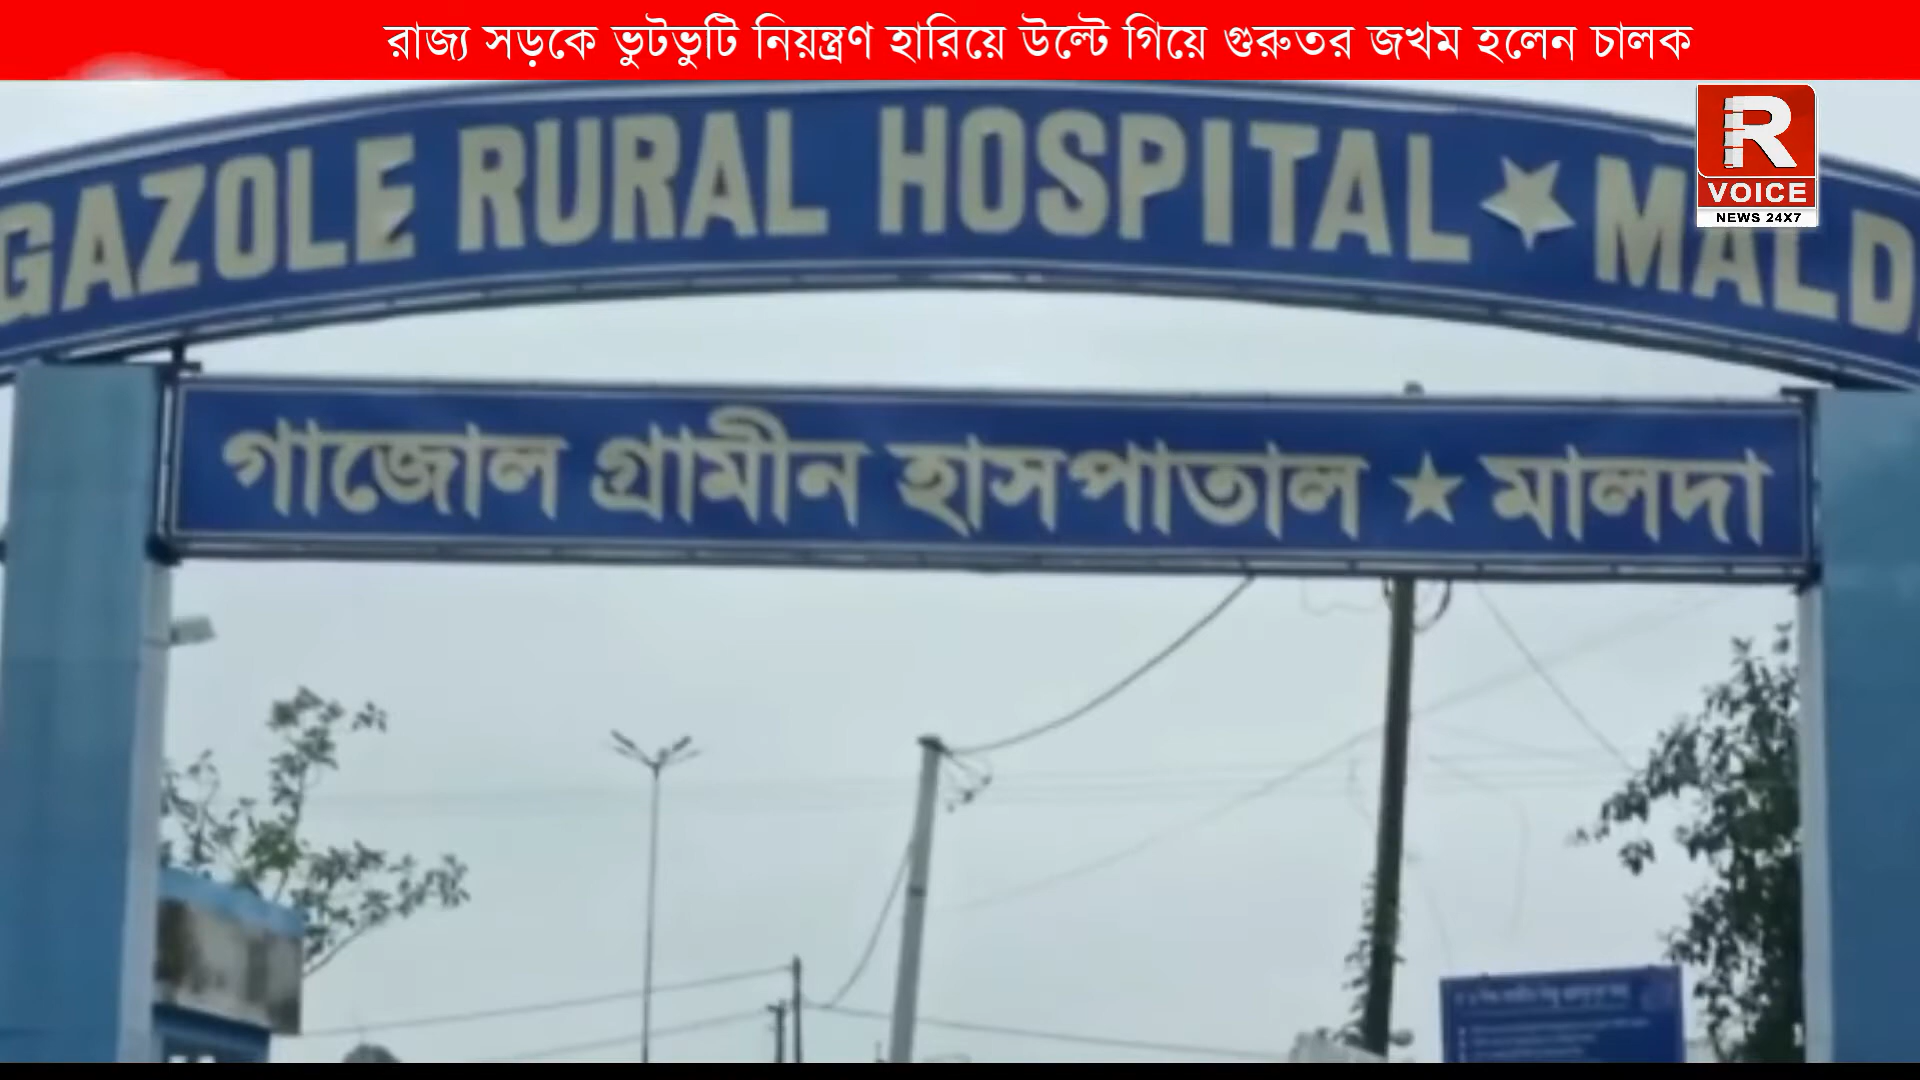 রাজ্য সড়কে ভুটভুটি নিয়ন্ত্রণ হারিয়ে উল্টে গিয়ে গুরুতর জখম হলেন চালক
R
VOICE
NEWS 24X7
GAZOLE RURAL HOSPITAL ★ MALD
গাজোল গ্রামীন হাসপাতাল ★ মালদা